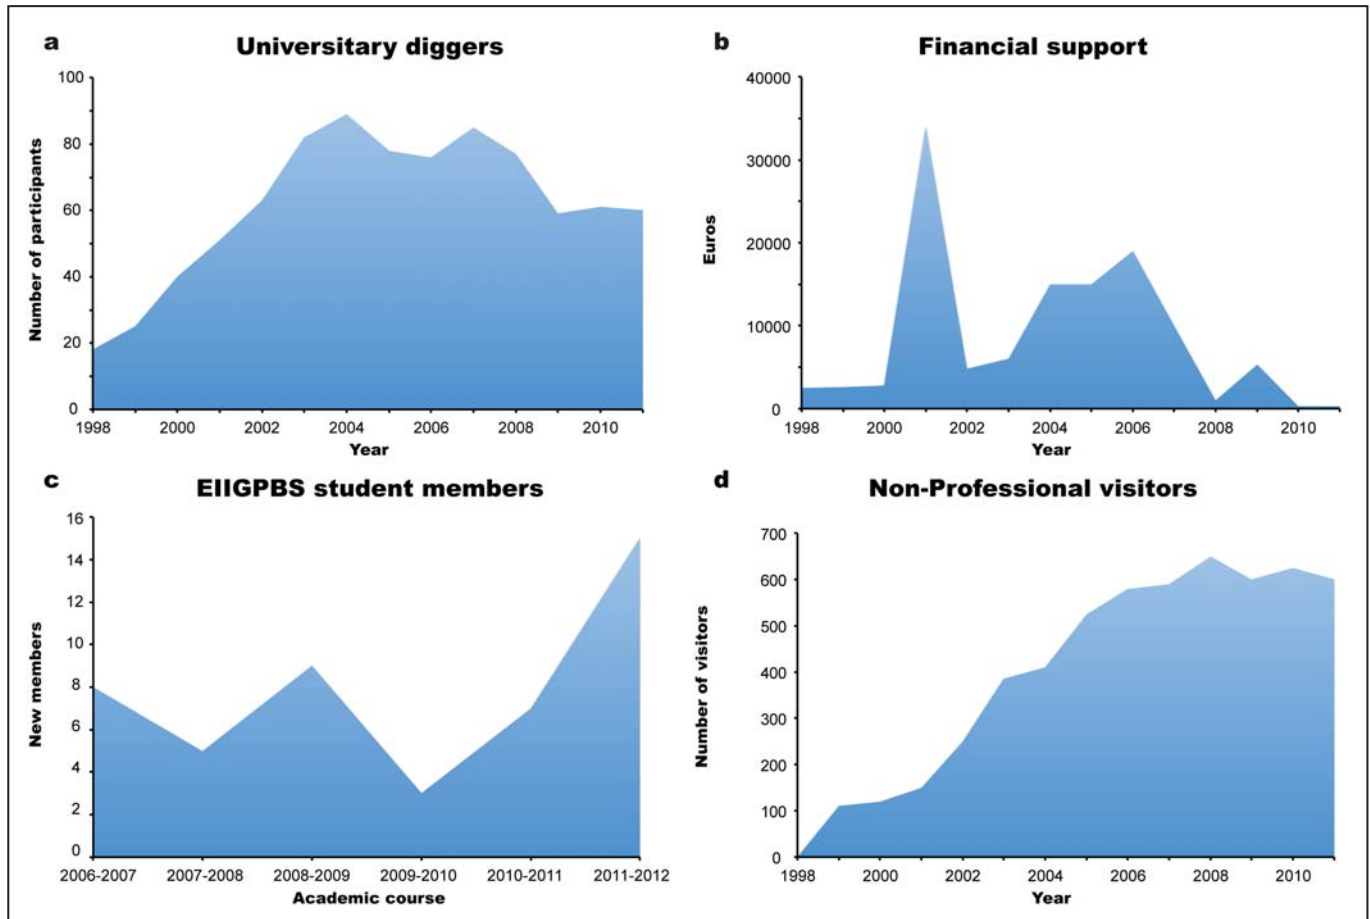 a
Universitary diggers
100
80
60
40
20
0
Number of participants
1998 2000 2002 2004 2006 2008 2010
Year
b
Financial support
40000
30000
20000
10000
0
Euros
1998 2000 2002 2004 2006 2008 2010
Year
c
EIIGPBS student members
16
14
12
10
8
6
4
2
0
New members
2006-2007 2007-2008 2008-2009 2009-2010 2010-2011 2011-2012
Academic course
d
Non-Professional visitors
700
600
500
400
300
200
100
0
Number of visitors
1998 2000 2002 2004 2006 2008 2010
Year